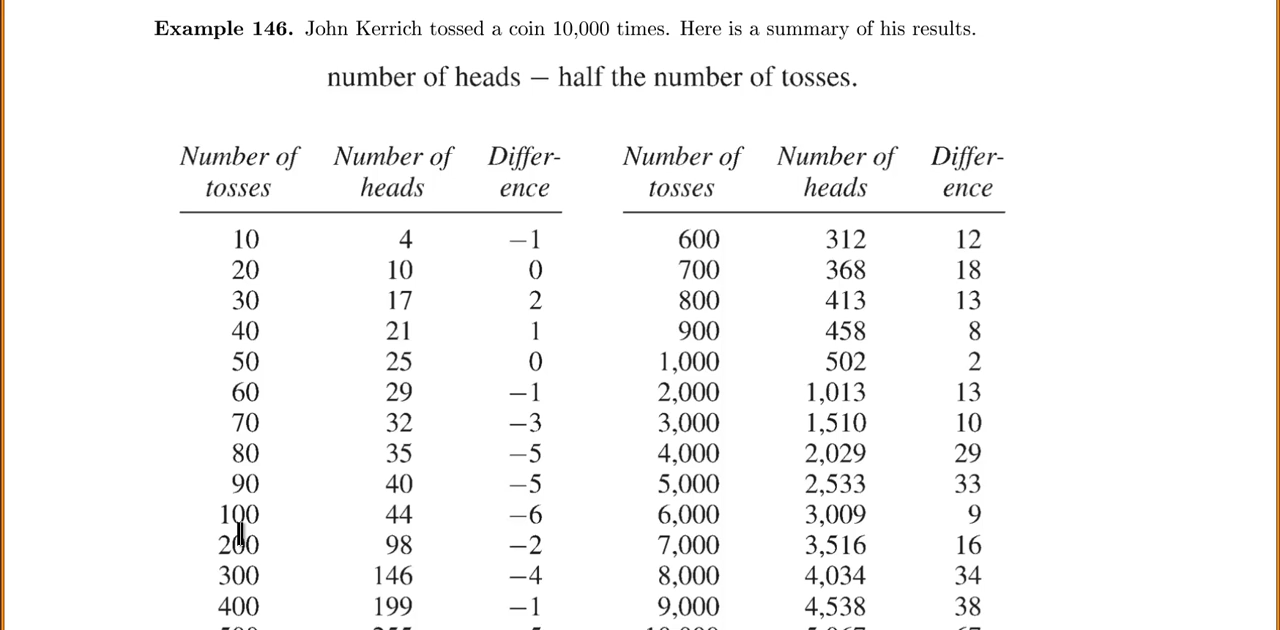 Example 146. John Kerrich tossed a coin 10,000 times. Here is a summary of his results.
number of heads − half the number of tosses.
Number of Number of Differ- Number of Number of Differ-
tosses heads ence tosses heads ence
10 4 −1 600 312 12
20 10 0 700 368 18
30 17 2 800 413 13
40 21 1 900 458 8
50 25 0 1,000 502 2
60 29 −1 2,000 1,013 13
70 32 −3 3,000 1,510 10
80 35 −5 4,000 2,029 29
90 40 −5 5,000 2,533 33
100 44 −6 6,000 3,009 9
200 98 −2 7,000 3,516 16
300 146 −4 8,000 4,034 34
400 199 −1 9,000 4,538 38